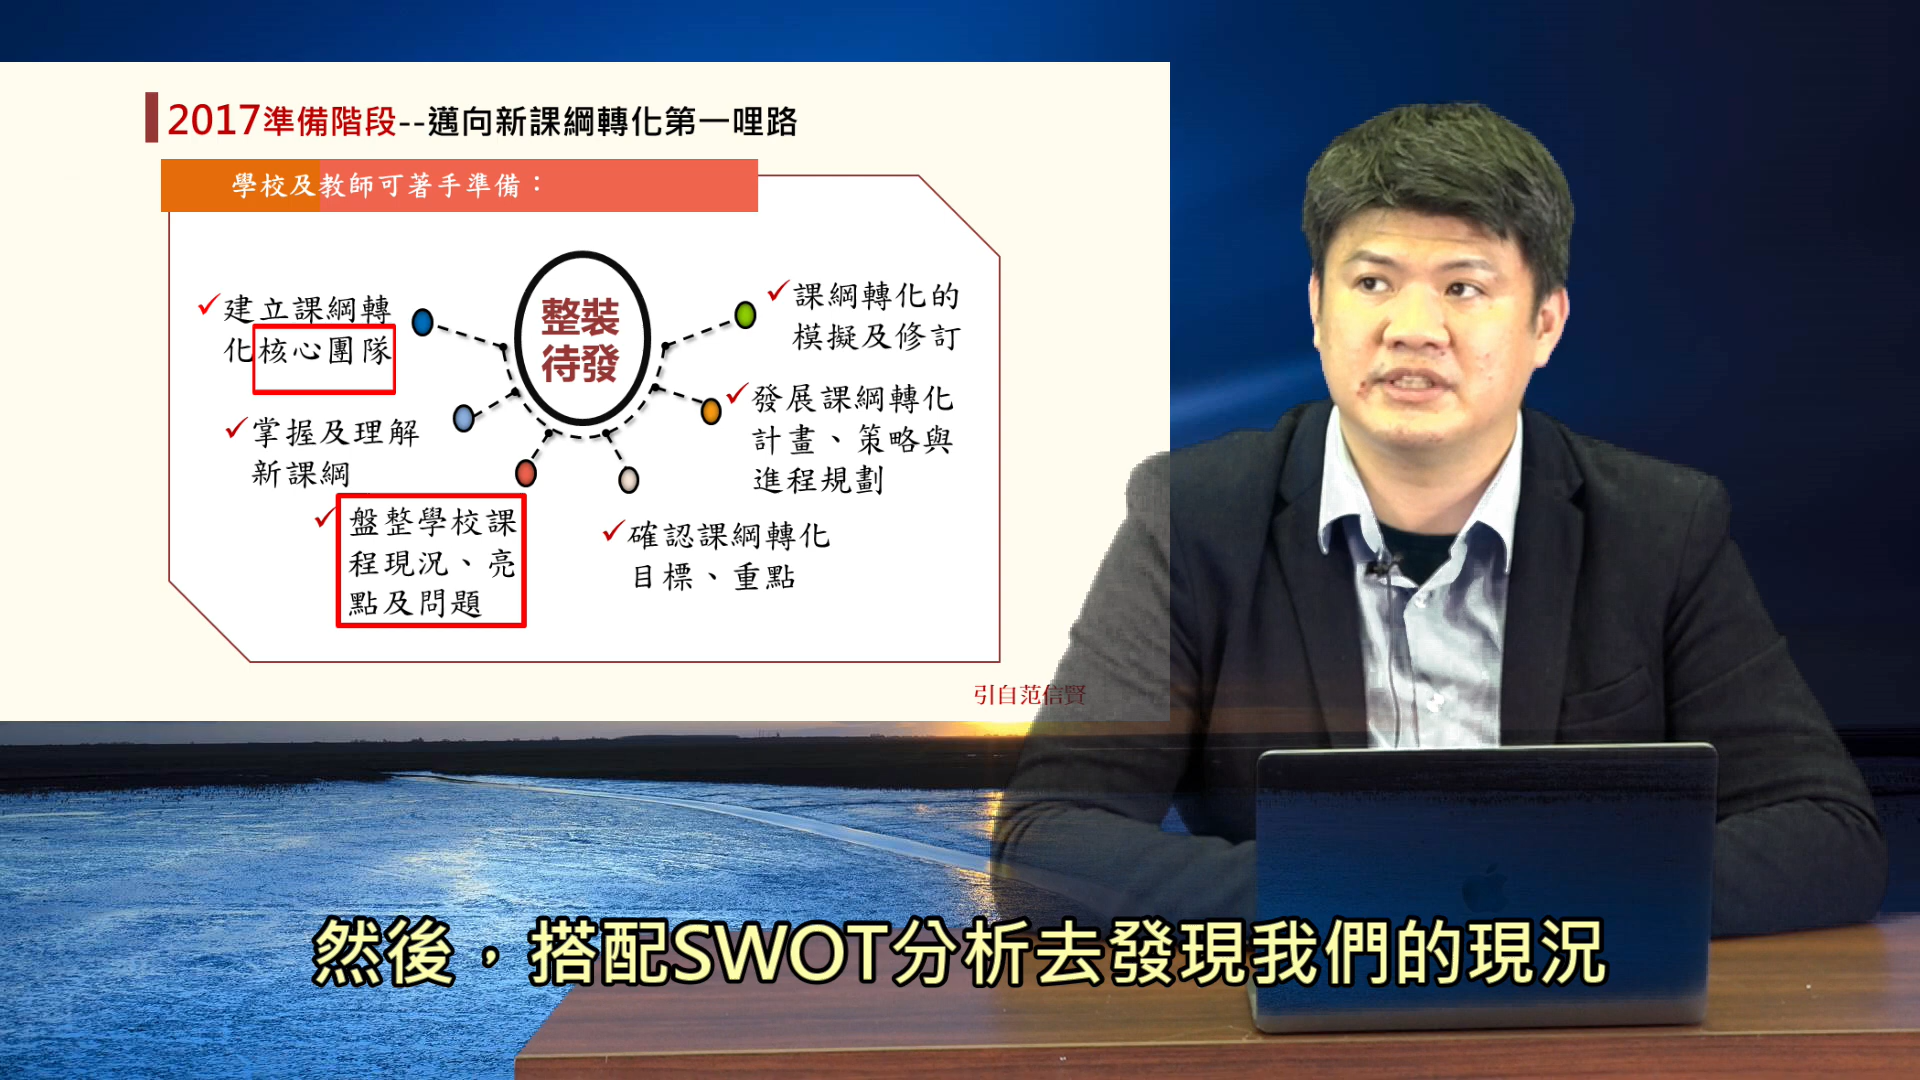 2017準備階段--邁向新課綱轉化第一哩路
學校及教師可著手準備：
整裝
待發
✓建立課綱轉
化核心團隊
✓掌握及理解
新課綱
✓盤整學校課
程現況、亮
點及問題
✓確認課綱轉化
目標、重點
✓發展課綱轉化
計畫、策略與
進程規劃
✓課綱轉化的
模擬及修訂
引自范信賢
然後，搭配SWOT分析去發現我們的現況